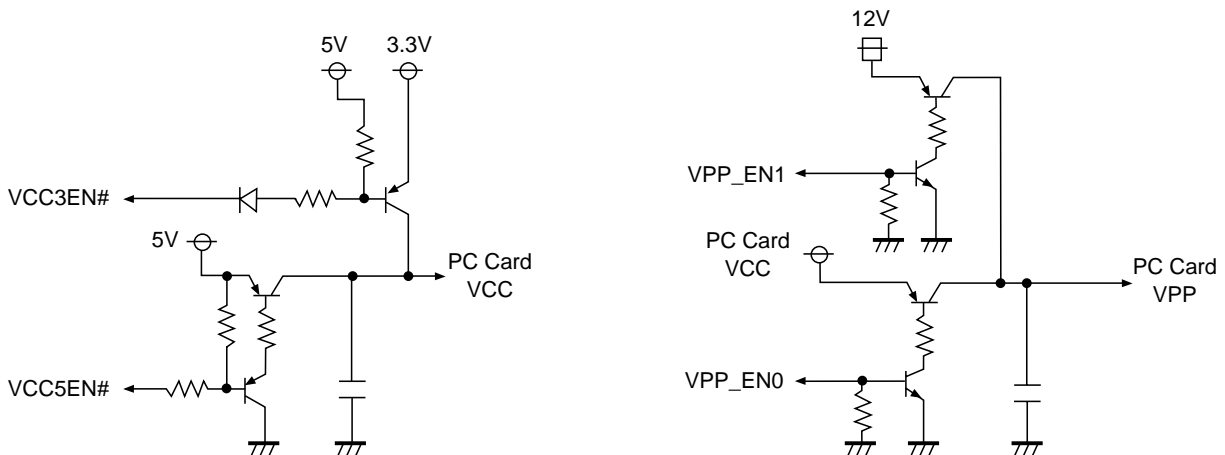 5V
3.3V
VCC3EN#
5V
PC Card
VCC
VCC5EN#
12V
VPP_EN1
PC Card
VCC
PC Card
VPP
VPP_EN0